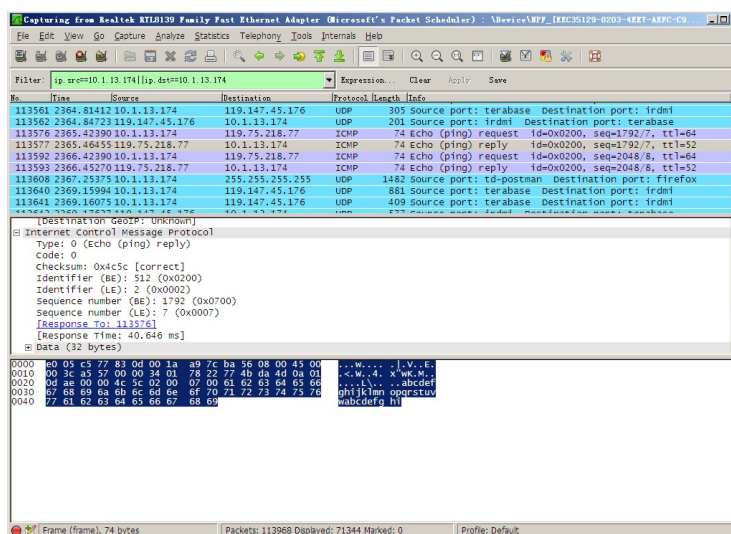 Capturing from Realtek RTL8139 Family Fast Ethernet Adapter (Microsoft's Packet Scheduler) : \Device\NPF_{EEC35129-8203-4EE7-AEFC-C9...
File Edit View Go Capture Analyze Statistics Telephony Tools Internals Help
Filter: ip.src==10.1.13.174||ip.dst==10.1.13.174 Expression... Clear Apply Save
No. Time Source Destination Protocol Length Info
113561 2364.81412 10.1.13.174 119.147.45.176 UDP 305 Source port: terabase Destination port: irdmi
113562 2364.84723 119.147.45.176 10.1.13.174 UDP 201 Source port: irdmi Destination port: terabase
113576 2365.42390 10.1.13.174 119.75.218.77 ICMP 74 Echo (ping) request id=0x0200, seq=1792/7, ttl=64
113577 2365.46455 119.75.218.77 10.1.13.174 ICMP 74 Echo (ping) reply id=0x0200, seq=1792/7, ttl=52
113592 2366.42390 10.1.13.174 119.75.218.77 ICMP 74 Echo (ping) request id=0x0200, seq=2048/8, ttl=64
113593 2366.45270 119.75.218.77 10.1.13.174 ICMP 74 Echo (ping) reply id=0x0200, seq=2048/8, ttl=52
113608 2367.25375 10.1.13.174 255.255.255.255 UDP 1482 Source port: td-postman Destination port: firefox
113640 2369.15994 10.1.13.174 119.147.45.176 UDP 881 Source port: terabase Destination port: irdmi
113641 2369.16075 10.1.13.174 119.147.45.176 UDP 409 Source port: terabase Destination port: irdmi
119.147.45.176 10.1.13.174 UDP 577 Source port: irdmi Destination port: terabase
[Destination GeoIP: Unknown]
Internet Control Message Protocol
Type: 0 (Echo (ping) reply)
Code: 0
Checksum: 0x4c5c [correct]
Identifier (BE): 512 (0x0200)
Identifier (LE): 2 (0x0002)
Sequence number (BE): 1792 (0x0700)
Sequence number (LE): 7 (0x0007)
[Response To: 113576]
[Response Time: 40.646 ms]
Data (32 bytes)
0000 e0 05 c5 77 83 0d 00 1a a9 7c ba 56 08 00 45 00 ...w.... .|.V..E.
0010 00 3c a5 57 00 00 34 01 78 22 77 4b da 4d 0a 01 .<.W..4. x"wK.M..
0020 0d ae 00 00 4c 5c 02 00 07 00 61 62 63 64 65 66 ....L\.. ..abcdef
0030 67 68 69 6a 6b 6c 6d 6e 6f 70 71 72 73 74 75 76 ghijklmn opqrstuv
0040 77 61 62 63 64 65 66 67 68 69 wabcdefg hi
Frame (frame), 74 bytes Packets: 113968 Displayed: 71344 Marked: 0 Profile: Default